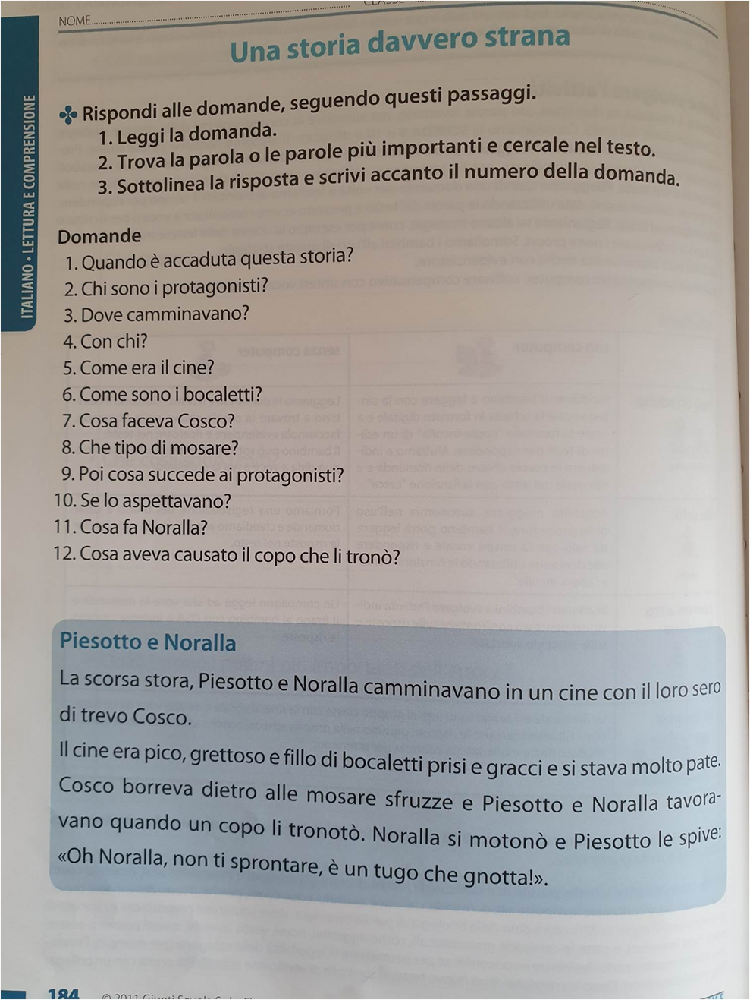 NOME
CLASSE
Una storia davvero strana
Rispondi alle domande, seguendo questi passaggi.
1. Leggi la domanda.
2. Trova la parola o le parole più importanti e cercale nel testo.
3. Sottolinea la risposta e scrivi accanto il numero della domanda.
ITALIANO • LETTURA E COMPRENSIONE
Domande
1. Quando è accaduta questa storia?
2. Chi sono i protagonisti?
3. Dove camminavano?
4. Con chi?
5. Come era il cine?
6. Come sono i bocaletti?
7. Cosa faceva Cosco?
8. Che tipo di mosare?
9. Poi cosa succede ai protagonisti?
10. Se lo aspettavano?
11. Cosa fa Noralla?
12. Cosa aveva causato il copo che li tronò?
Piesotto e Noralla
La scorsa stora, Piesotto e Noralla camminavano in un cine con il loro sero
di trevo Cosco.
Il cine era pico, grettoso e fillo di bocaletti prisi e gracci e si stava molto pate.
Cosco borreva dietro alle mosare sfruzze e Piesotto e Noralla tavora-
vano quando un copo li tronotò. Noralla si motonò e Piesotto le spive:
«Oh Noralla, non ti sprontare, è un tugo che gnotta!».
184
© 2011 Giunti